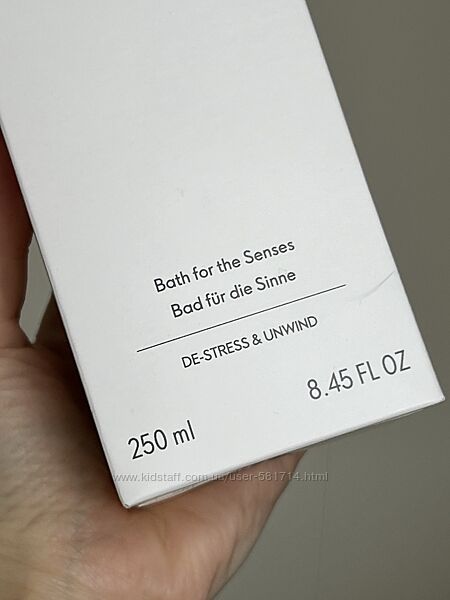 Bath for the Senses
Bad für die Sinne
DE-STRESS & UNWIND
250 ml
8.45 FL OZ
www.kidstaff.com.ua/user-581714.html